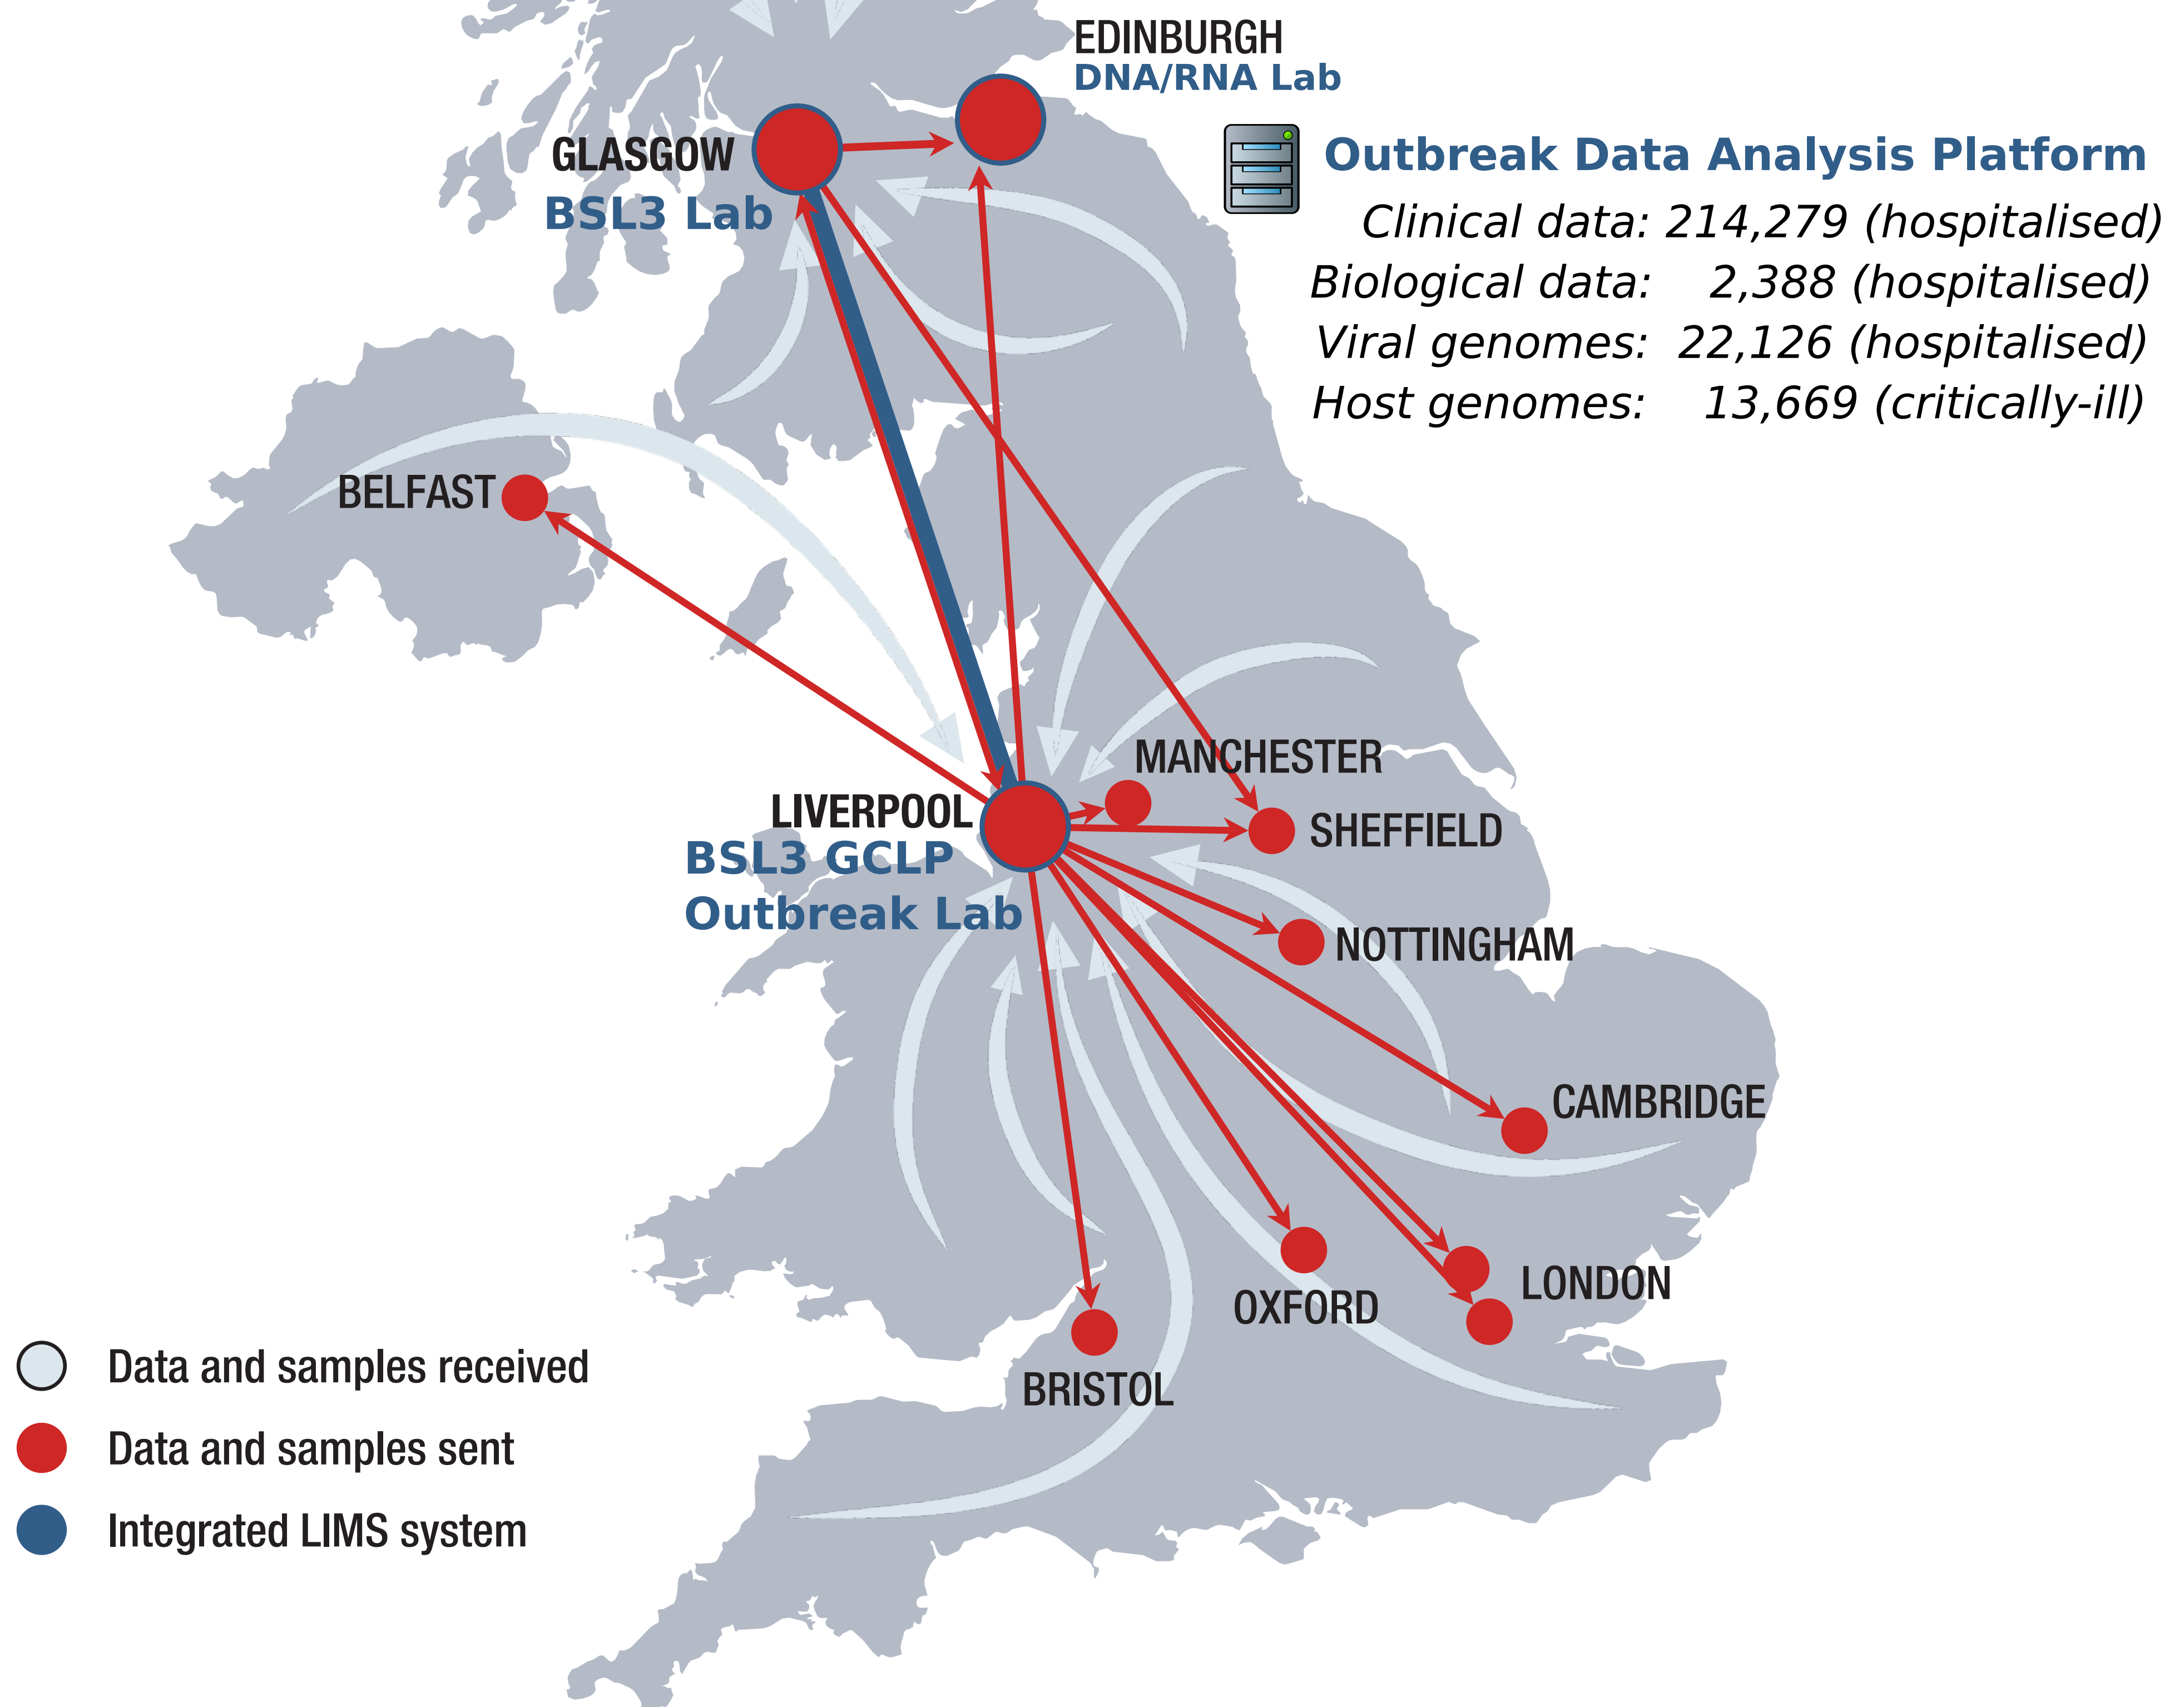 EDINBURGH
DNA/RNA Lab
GLASGOW
BSL3 Lab
Outbreak Data Analysis Platform
Clinical data: 214,279 (hospitalised)
Biological data: 2,388 (hospitalised)
Viral genomes: 22,126 (hospitalised)
Host genomes: 13,669 (critically-ill)
BELFAST
MANCHESTER
LIVERPOOL
BSL3 GCLP
Outbreak Lab
SHEFFIELD
NOTTINGHAM
CAMBRIDGE
LONDON
OXFORD
BRISTOL
Data and samples received
Data and samples sent
Integrated LIMS system